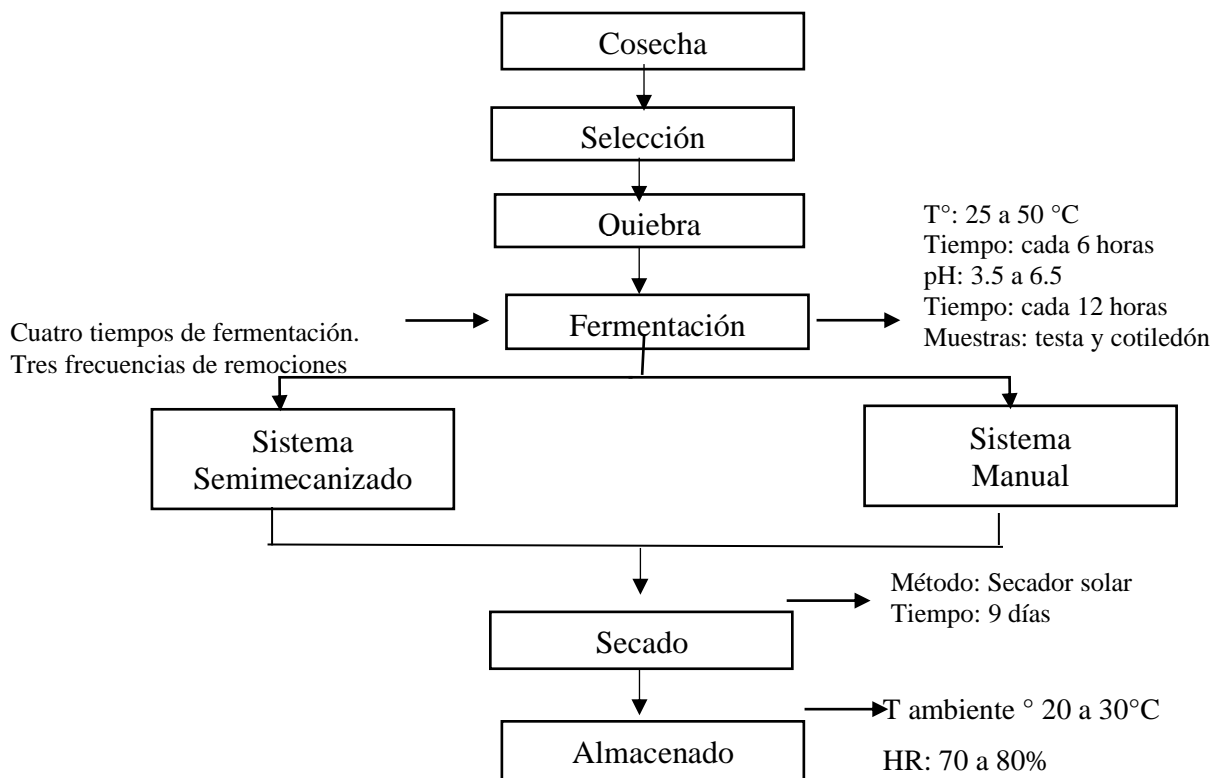 Cosecha
Selección
Ouiebra
T°: 25 a 50 °C
Tiempo: cada 6 horas
pH: 3.5 a 6.5
Tiempo: cada 12 horas
Muestras: testa y cotiledón
Fermentación
Cuatro tiempos de fermentación.
Tres frecuencias de remociones
Sistema
Semimecanizado
Sistema
Manual
Método: Secador solar
Tiempo: 9 días
Secado
T ambiente ° 20 a 30°C
Almacenado
HR: 70 a 80%